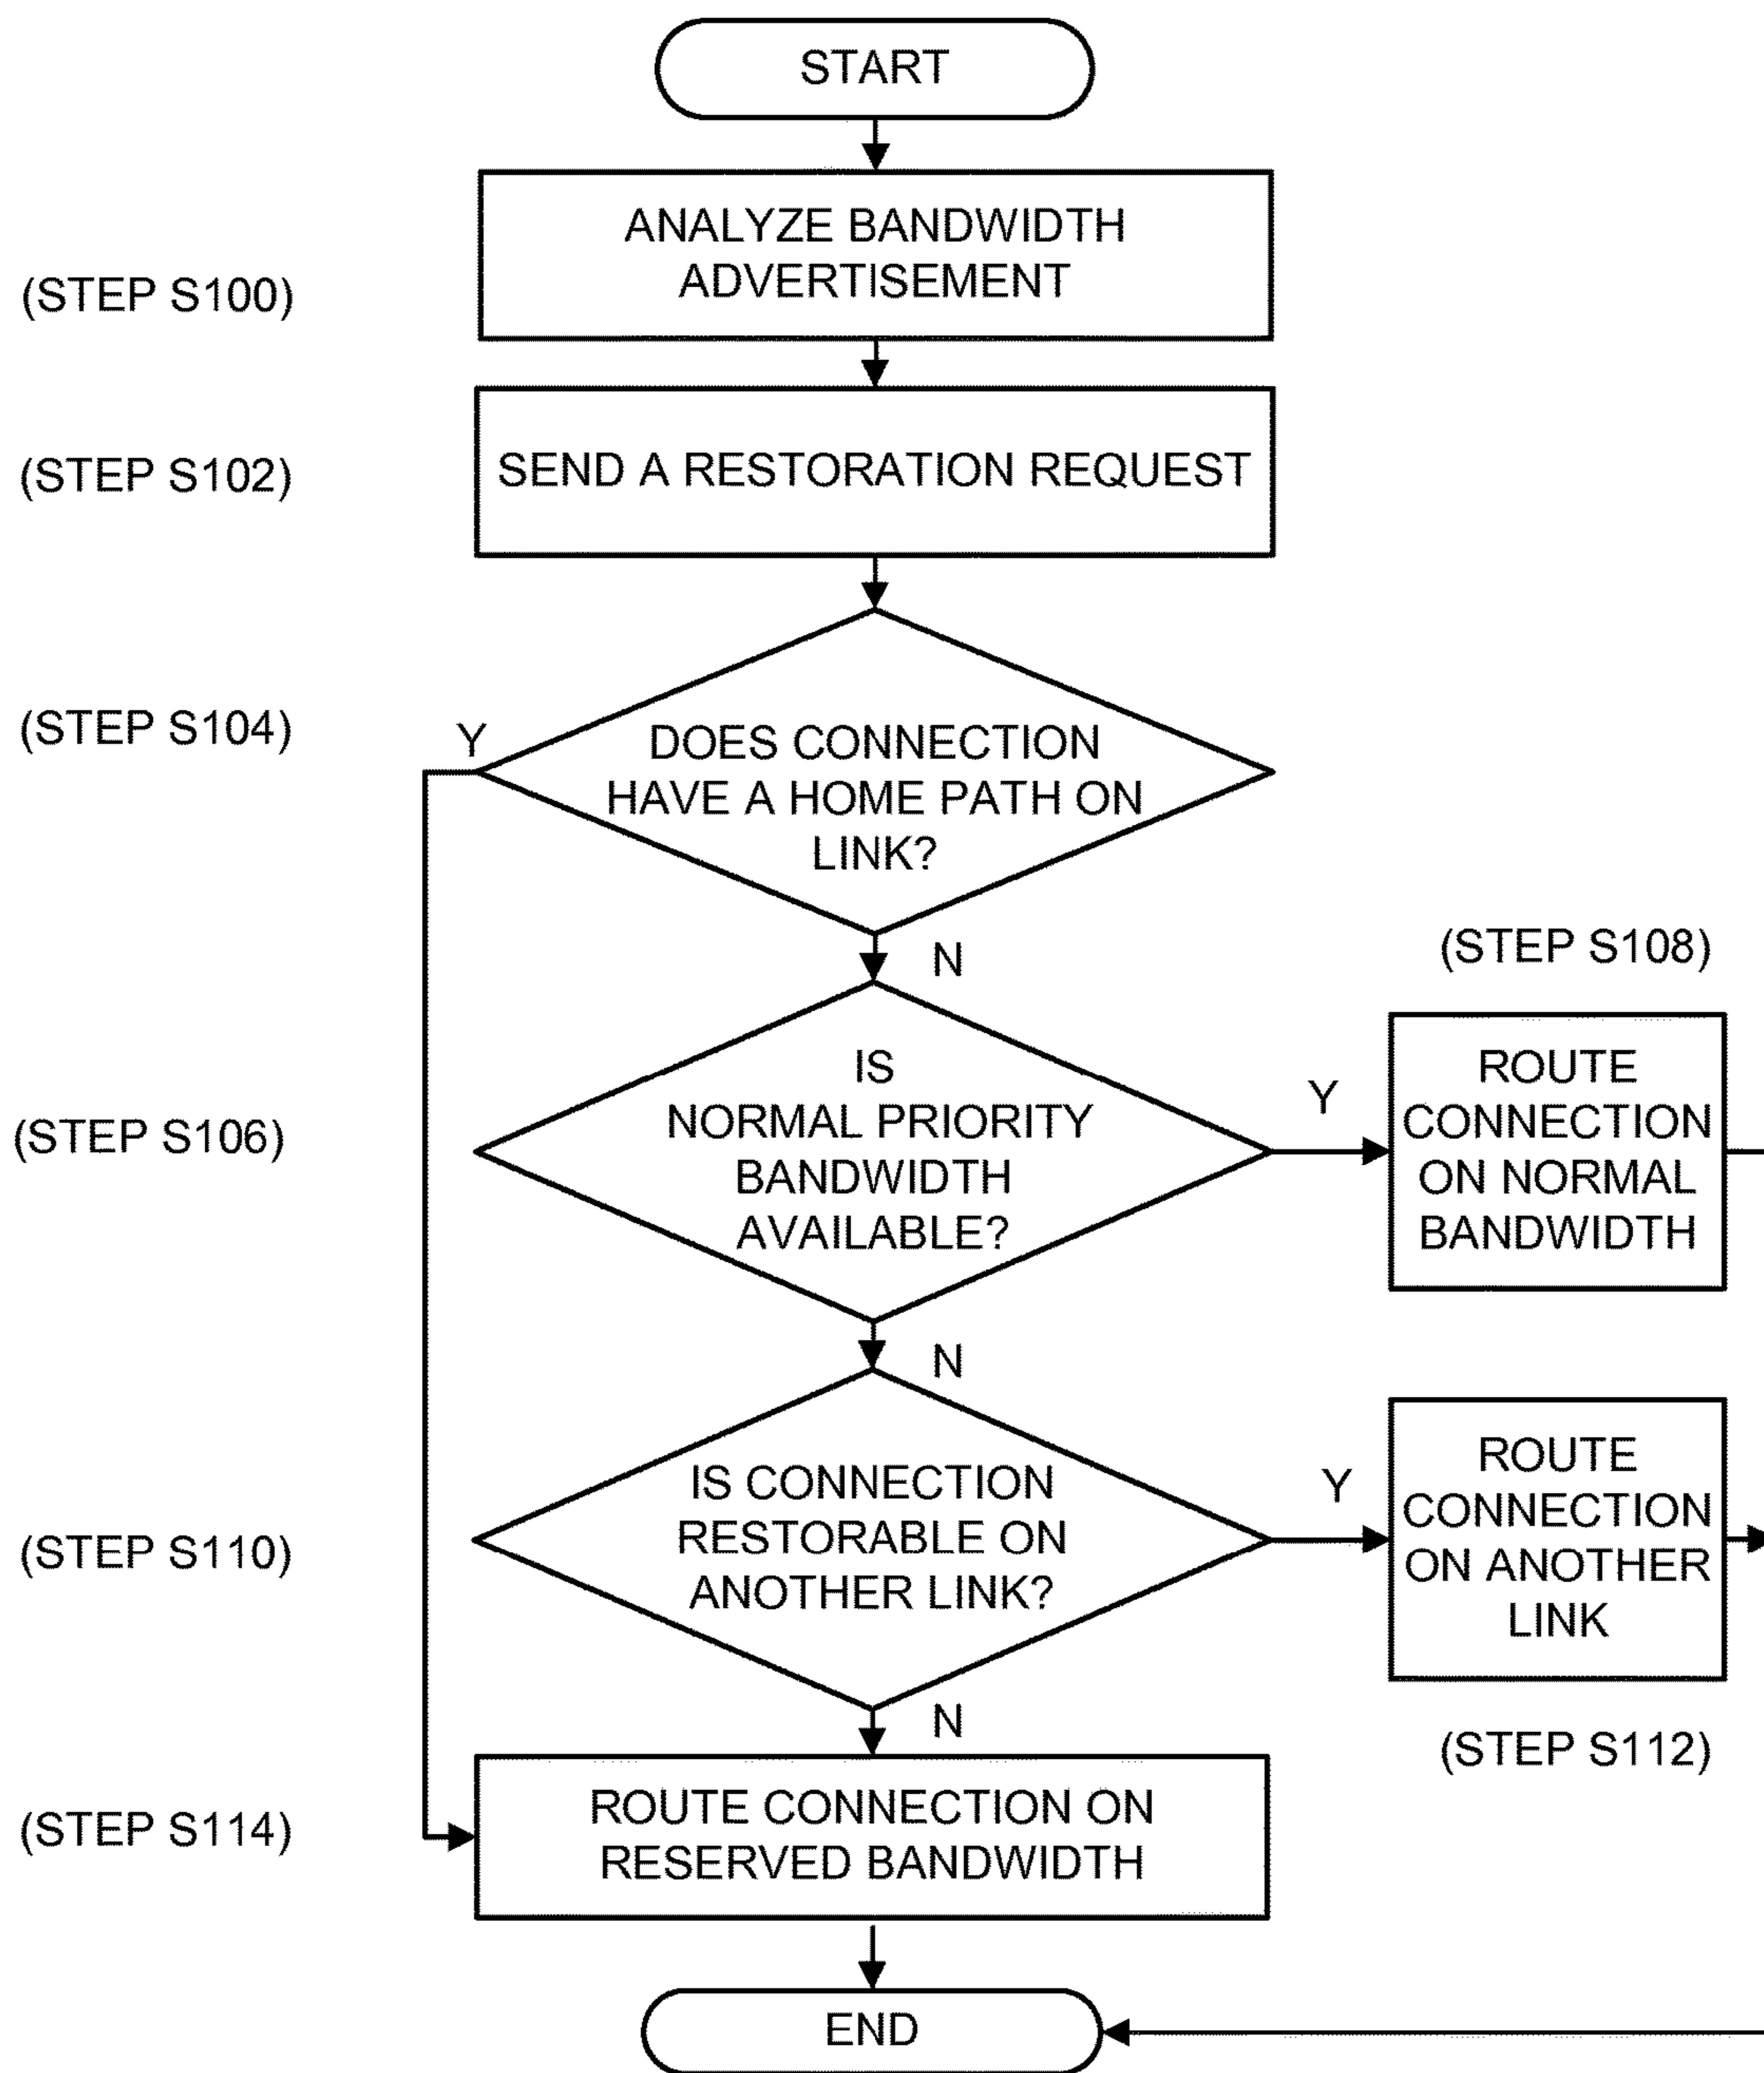 START
ANALYZE BANDWIDTH
ADVERTISEMENT
(STEP S100)
SEND A RESTORATION REQUEST
(STEP S102)
(STEP S104)
Y
DOES CONNECTION
HAVE A HOME PATH ON
LINK?
N
(STEP S108)
IS
NORMAL PRIORITY
BANDWIDTH
AVAILABLE?
(STEP S106)
Y
ROUTE
CONNECTION
ON NORMAL
BANDWIDTH
N
IS CONNECTION
RESTORABLE ON
ANOTHER LINK?
(STEP S110)
Y
ROUTE
CONNECTION
ON ANOTHER
LINK
(STEP S112)
N
ROUTE CONNECTION ON
RESERVED BANDWIDTH
(STEP S114)
END